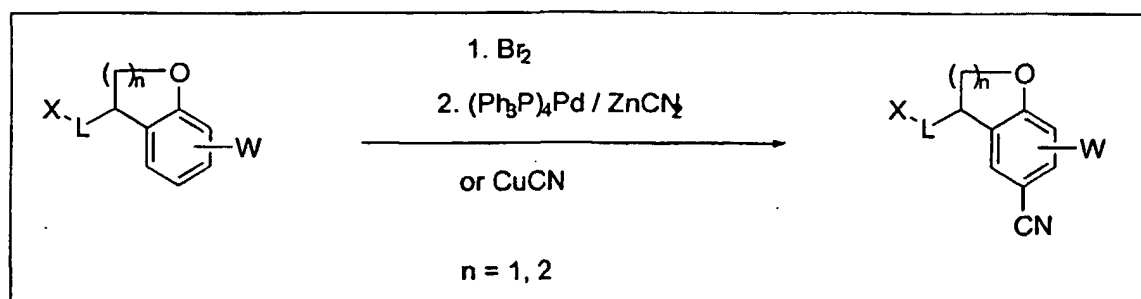 1. Br2
( )n O ( )n O
2. (Ph3P)4Pd / ZnCN2
X-L W X-L W
or CuCN
CN
n = 1, 2